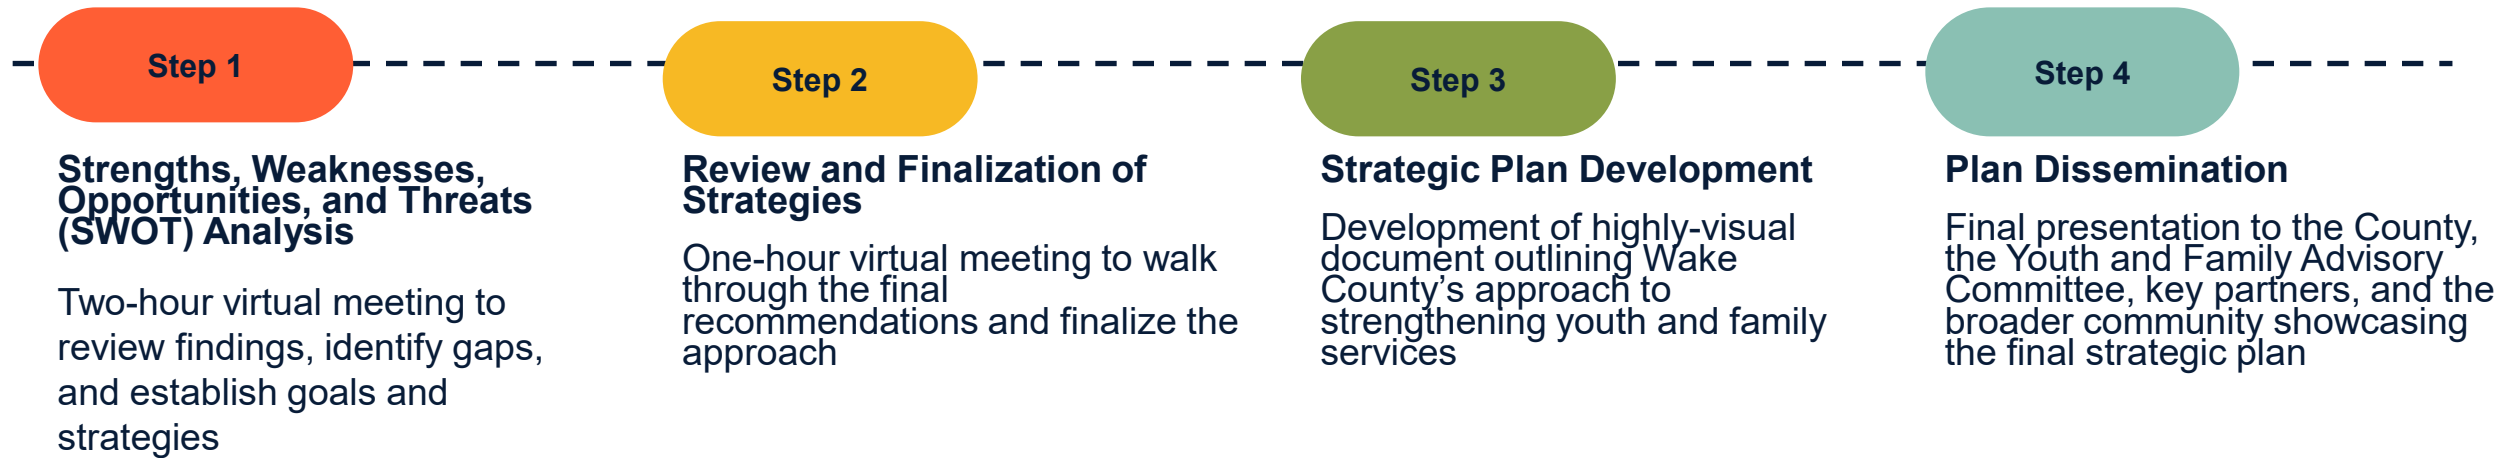 Step 1
Strengths, Weaknesses,
Opportunities, and Threats
(SWOT) Analysis
Two-hour virtual meeting to
review findings, identify gaps,
and establish goals and
strategies
Step 2
Review and Finalization of
Strategies
One-hour virtual meeting to walk
through the final
recommendations and finalize the
approach
Step 3
Strategic Plan Development
Development of highly-visual
document outlining Wake
County’s approach to
strengthening youth and family
services
Step 4
Plan Dissemination
Final presentation to the County,
the Youth and Family Advisory
Committee, key partners, and the
broader community showcasing
the final strategic plan